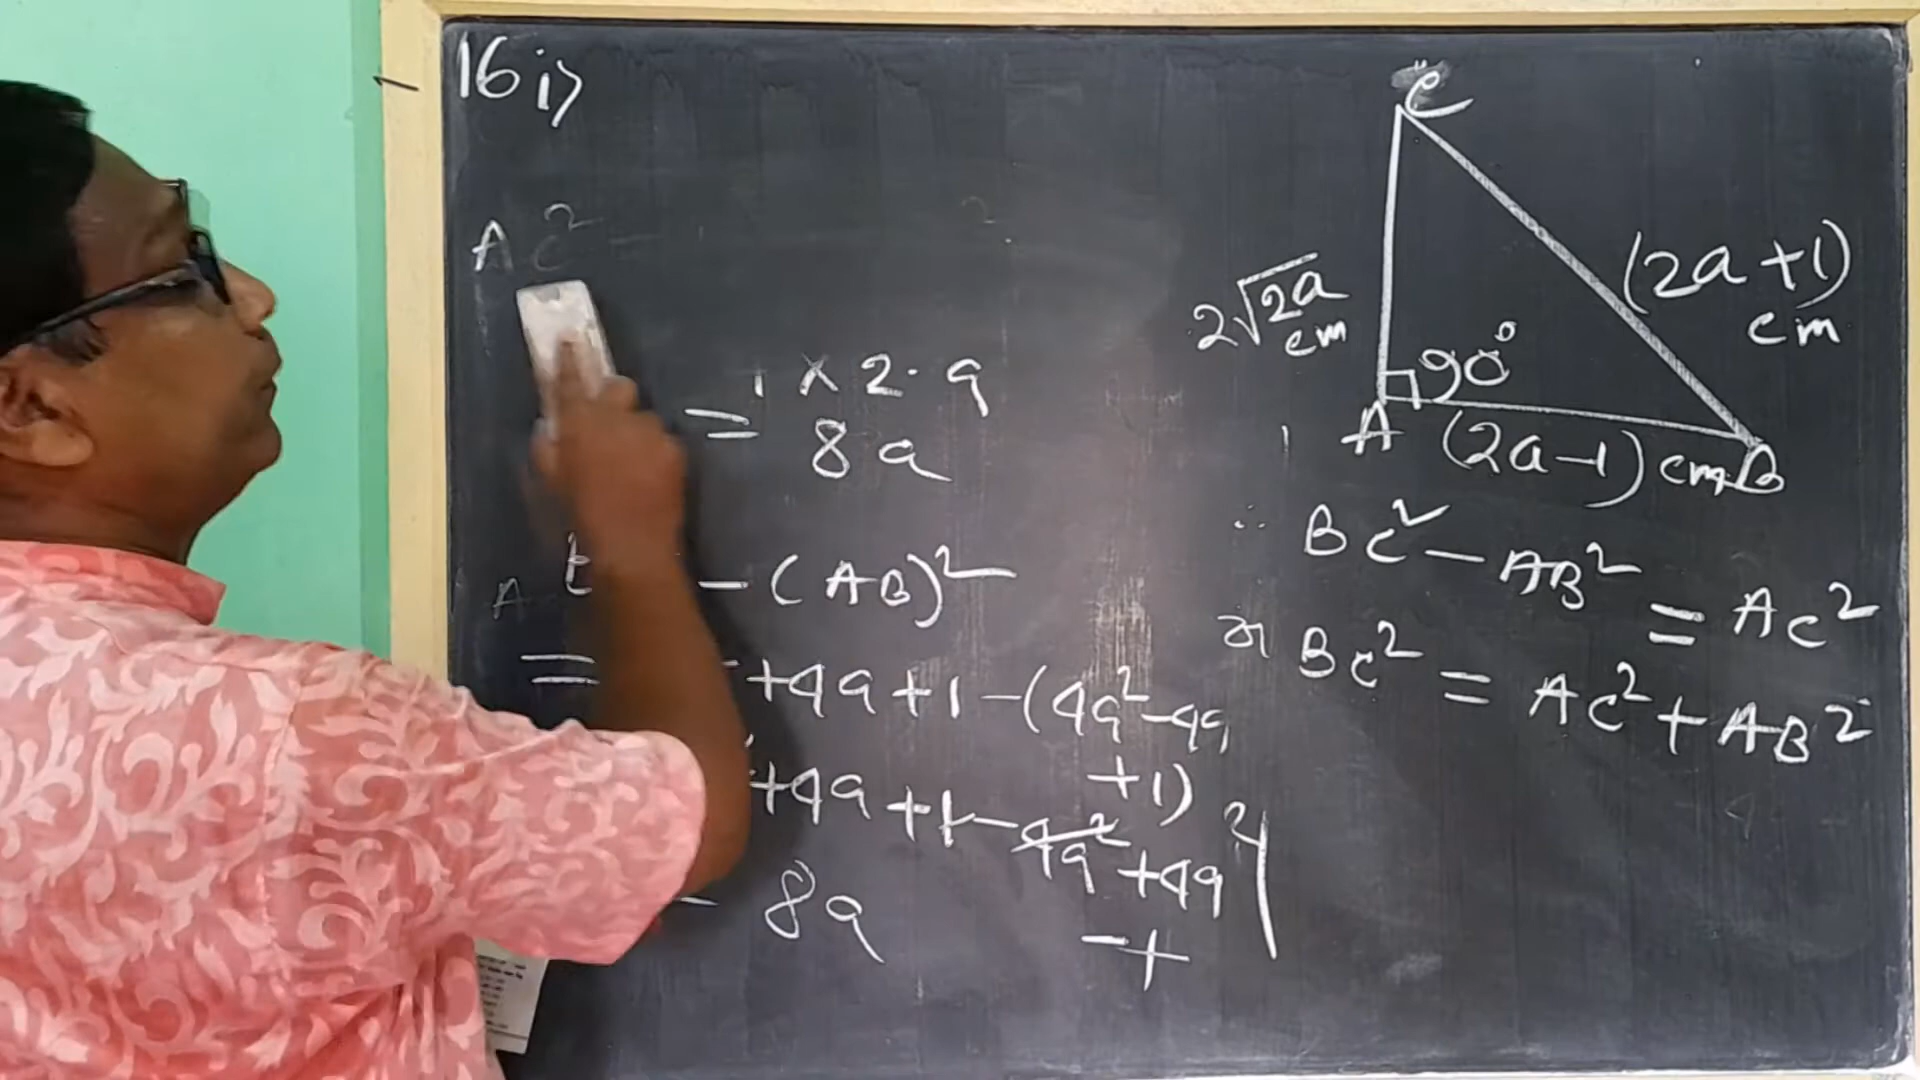 16 i>
AC² –
= 1 × 2 · a
8a
– (AB)²
= +4a+1–(4a²–4a
+1)
+4a+1–4a²+4a
–1
8a
C
2√2a
cm
(2a+1)
cm
90°
A (2a–1) cm B
∴ BC² – AB² = AC²
বা BC² = AC² + AB²